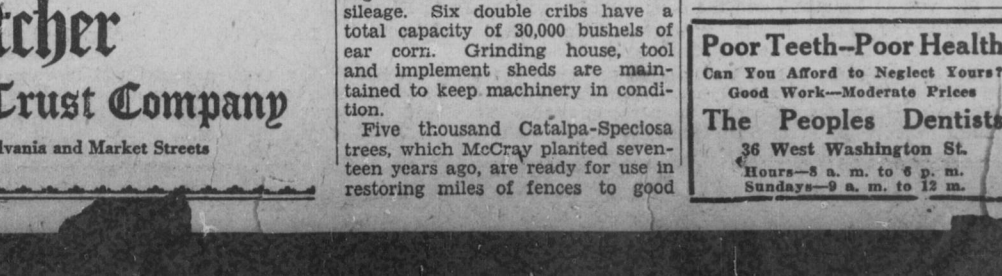 tcher
Trust Company
lvania and Market Streets
sileage. Six double cribs have a
total capacity of 30,000 bushels of
ear corn. Grinding house, tool
and implement sheds are main-
tained to keep machinery in condi-
tion.
Five thousand Catalpa-Speciosa
trees, which McCray planted seven-
teen years ago, are ready for use in
restoring miles of fences to good
Poor Teeth—Poor Health
Can You Afford to Neglect Yours?
Good Work—Moderate Prices
The Peoples Dentists
36 West Washington St.
Hours—8 a. m. to 6 p. m.
Sundays—9 a. m. to 12 m.